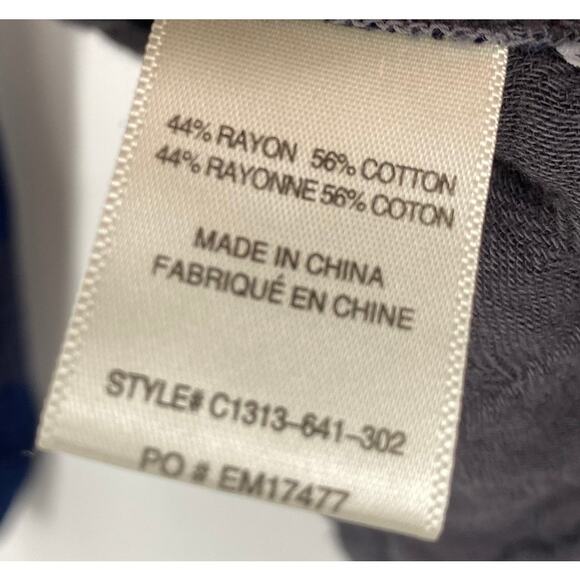 44% RAYON 56% COTTON
44% RAYONNE 56% COTON
MADE IN CHINA
FABRIQUÉ EN CHINE
STYLE# C1313-641-302
PO # EM17477